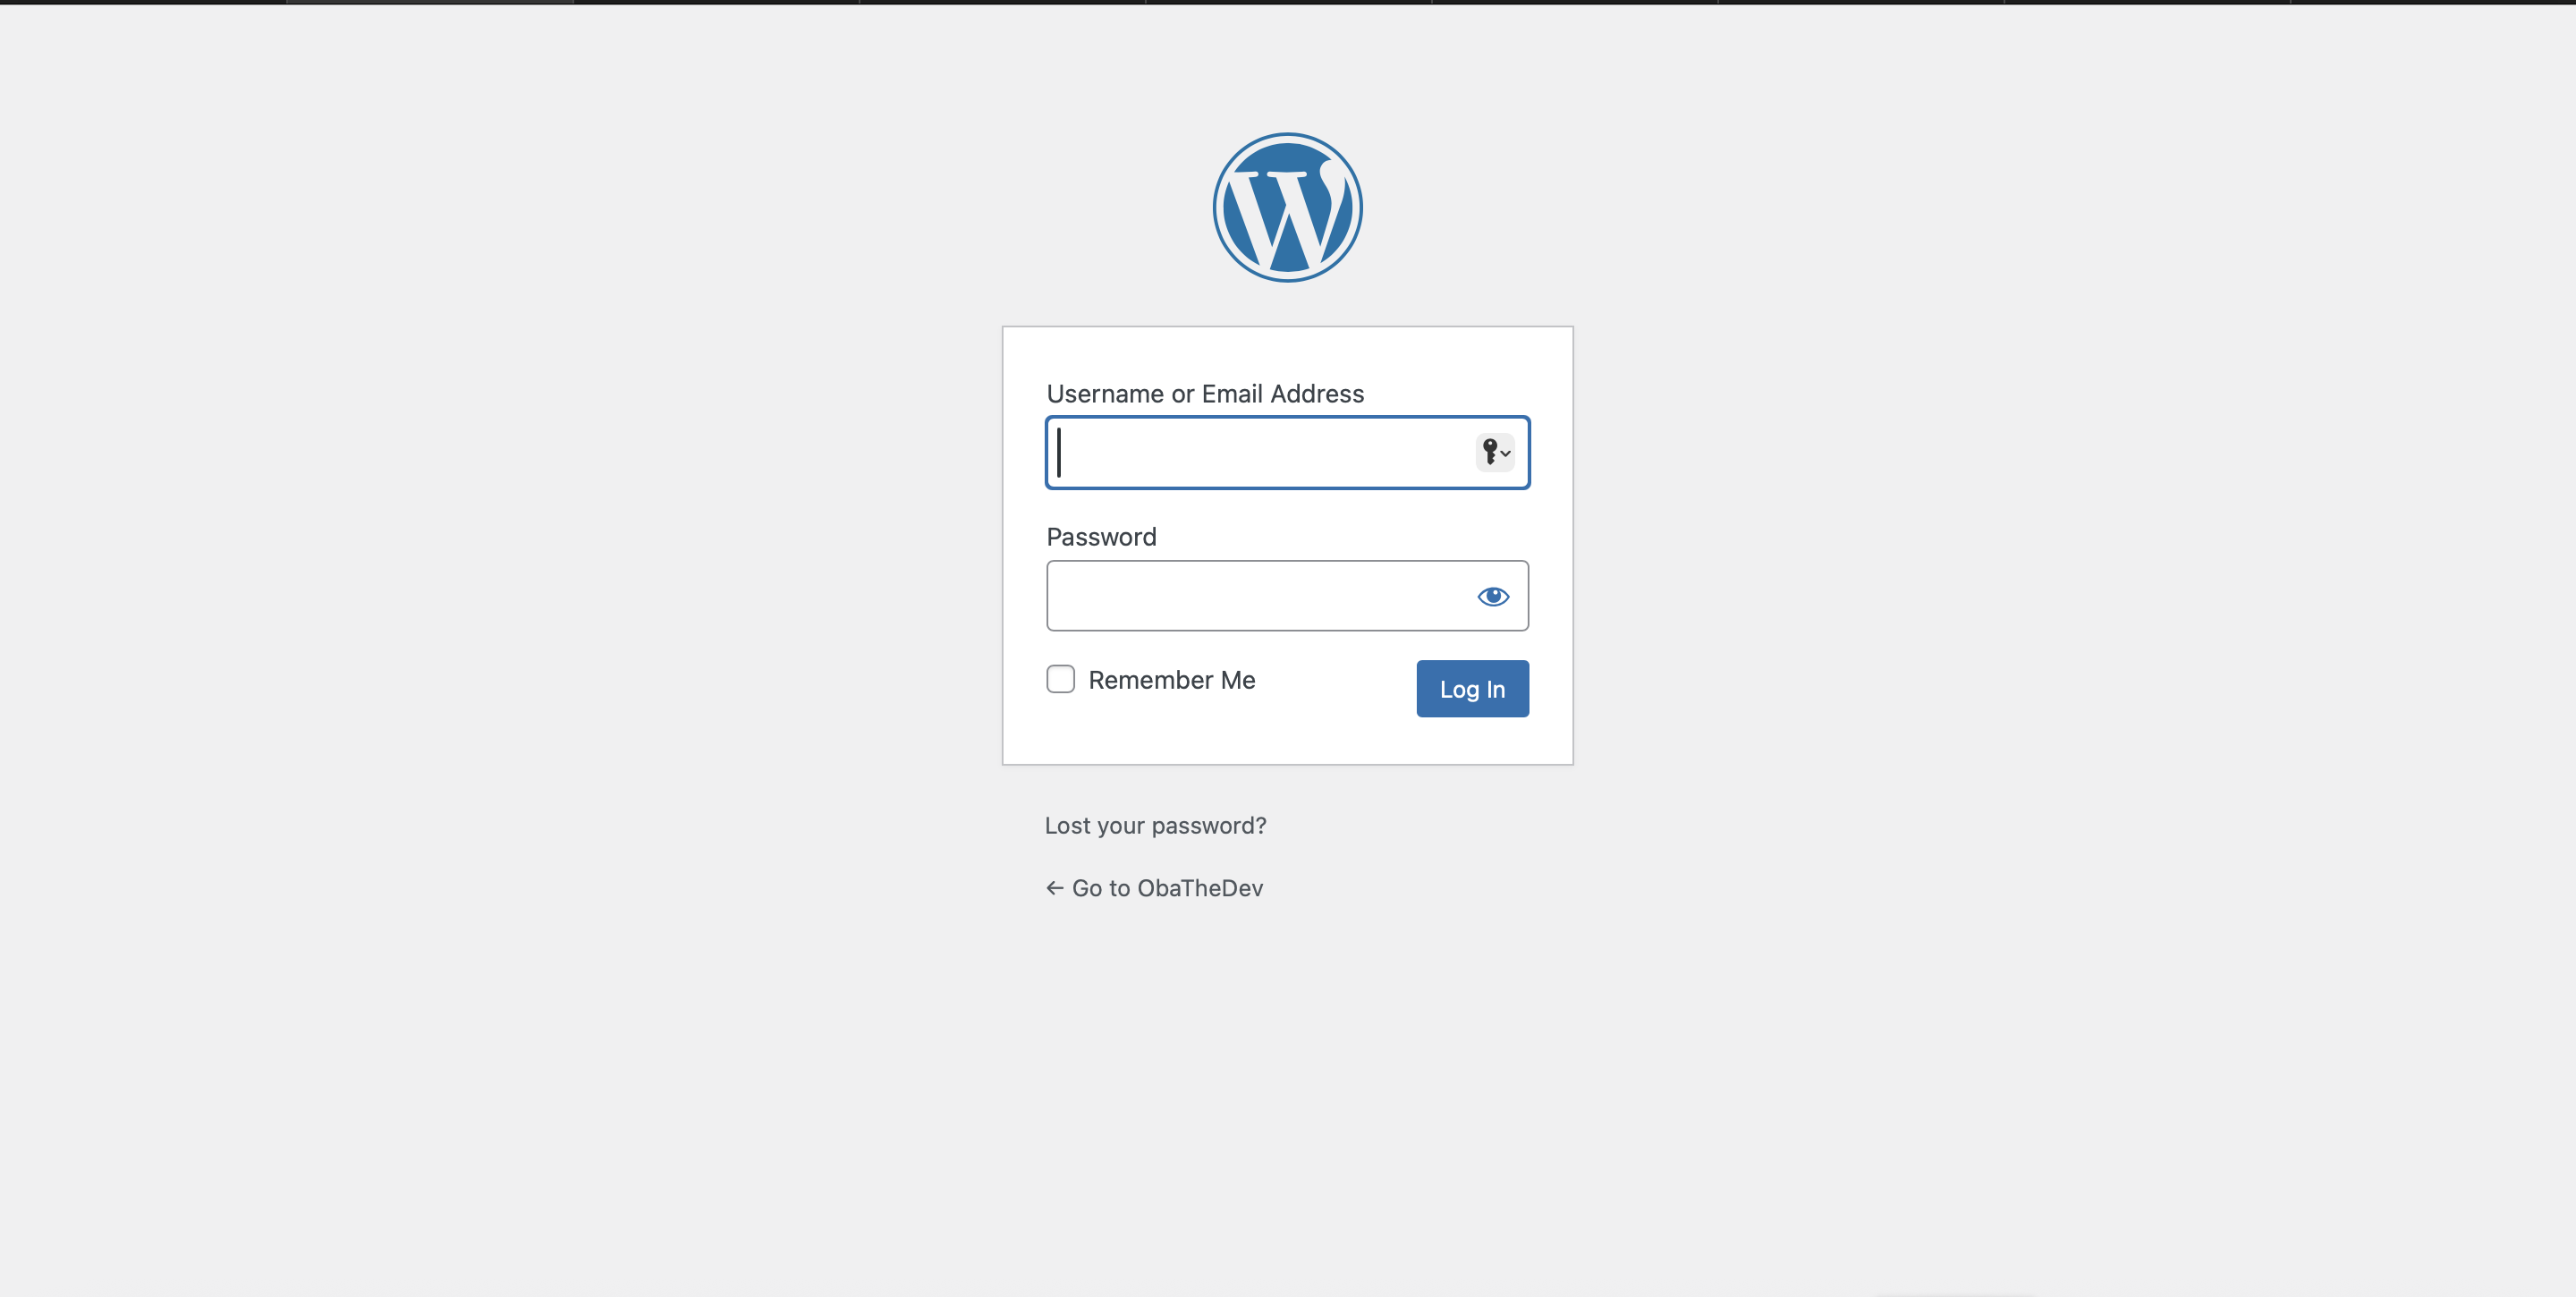 Username or Email Address
Password
Remember Me
Log In
Lost your password?
← Go to ObaTheDev